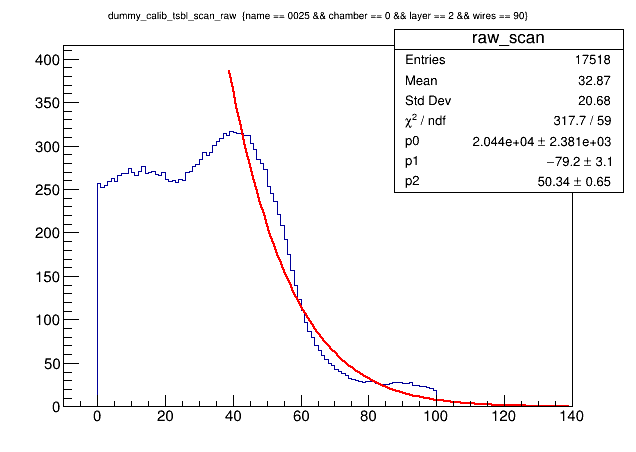 dummy_calib_tsbl_scan_raw {name == 0025 && chamber == 0 && layer == 2 && wires == 90}
raw_scan
Entries 17518
Mean 32.87
Std Dev 20.68
χ² / ndf 317.7 / 59
p0 2.044e+04 ± 2.381e+03
p1 −79.2 ± 3.1
p2 50.34 ± 0.65
400
350
300
250
200
150
100
50
0
0 20 40 60 80 100 120 140